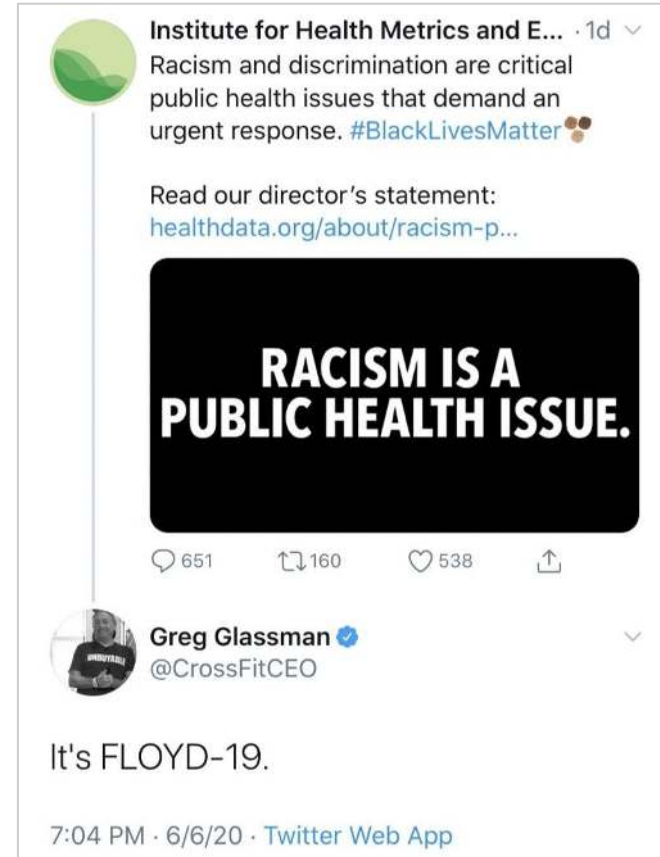 Institute for Health Metrics and E... · 1d
Racism and discrimination are critical
public health issues that demand an
urgent response. #BlackLivesMatter
Read our director's statement:
healthdata.org/about/racism-p...
RACISM IS A
PUBLIC HEALTH ISSUE.
651 160 538
Greg Glassman
@CrossFitCEO
It's FLOYD-19.
7:04 PM · 6/6/20 · Twitter Web App